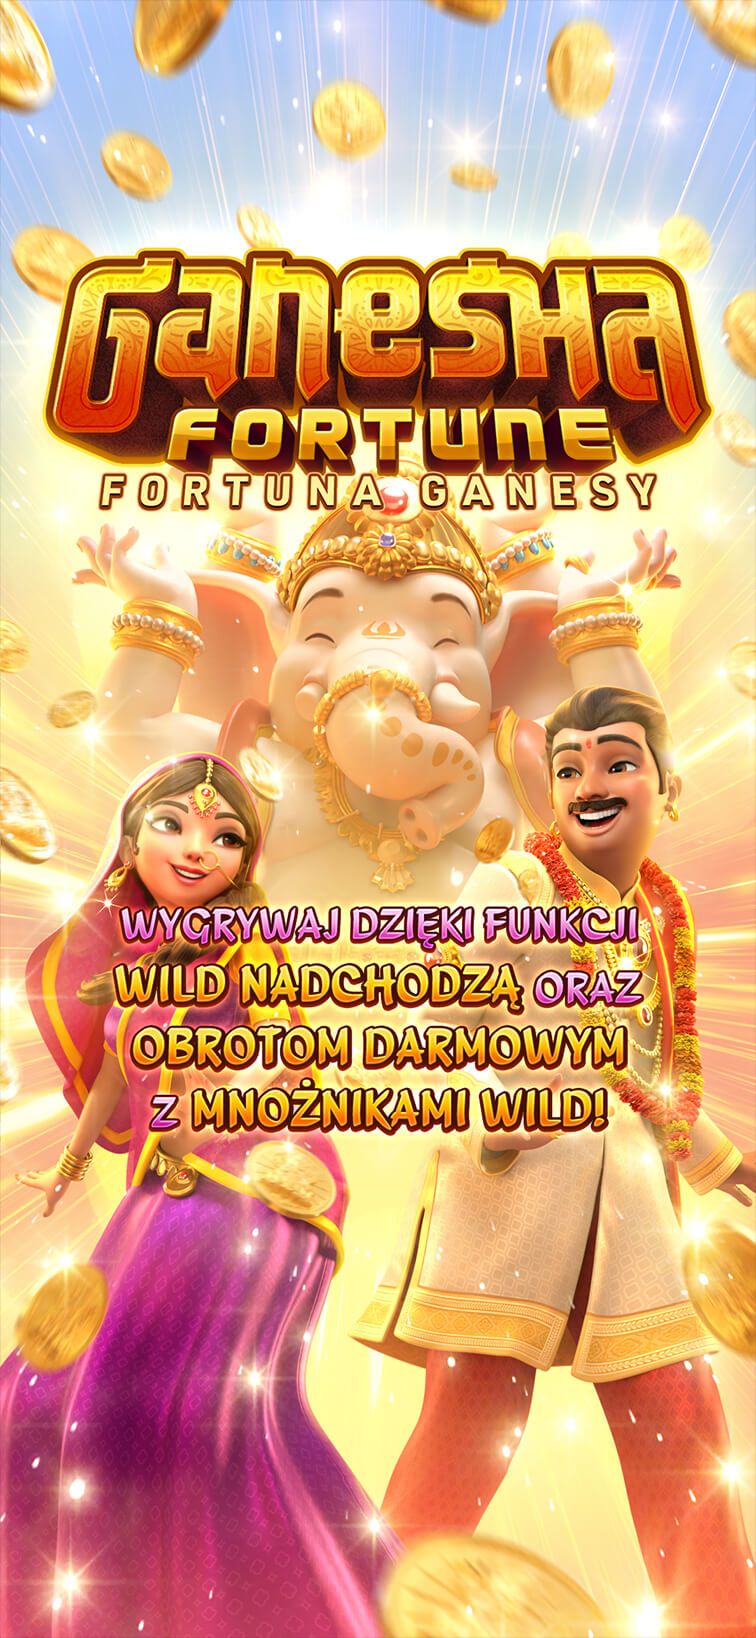 GANESHA
FORTUNE
FORTUNA GANESY
WYGRYWAJ DZIĘKI FUNKCJI
WILD NADCHODZĄ ORAZ
OBROTOM DARMOWYM
Z MNOŻNIKAMI WILD!